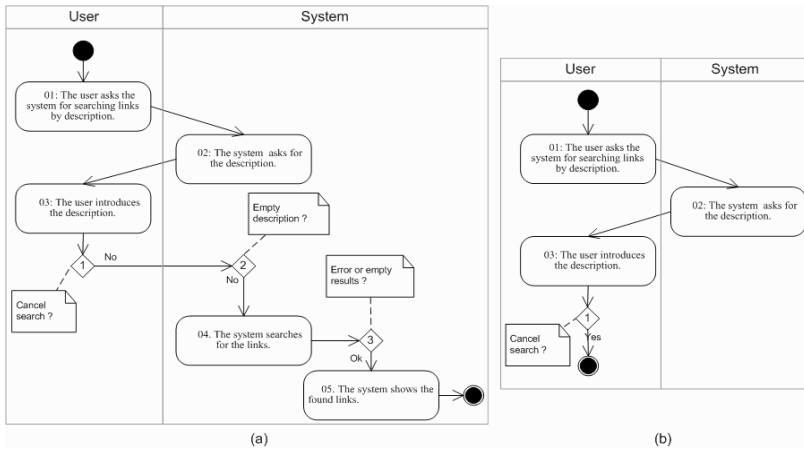 User
System
01: The user asks the
system for searching links
by description.
02: The system asks for
the description.
03: The user introduces
the description.
Empty
description ?
1
No
2
No
Error or empty
results ?
Cancel
search ?
04. The system searches
for the links.
3
Ok
05. The system shows the
found links.
(a)
User
System
01: The user asks the
system for searching links
by description.
02: The system asks for
the description.
03: The user introduces
the description.
1
Cancel
search ?
Yes
(b)